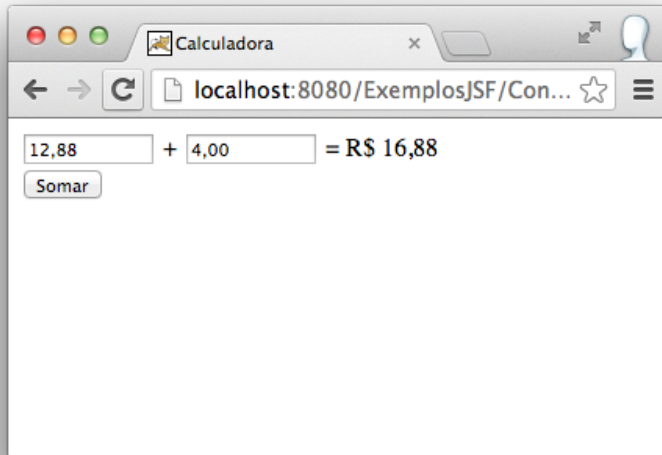 Calculadora
localhost:8080/ExemplosJSF/Con...
12,88 + 4,00 = R$ 16,88
Somar